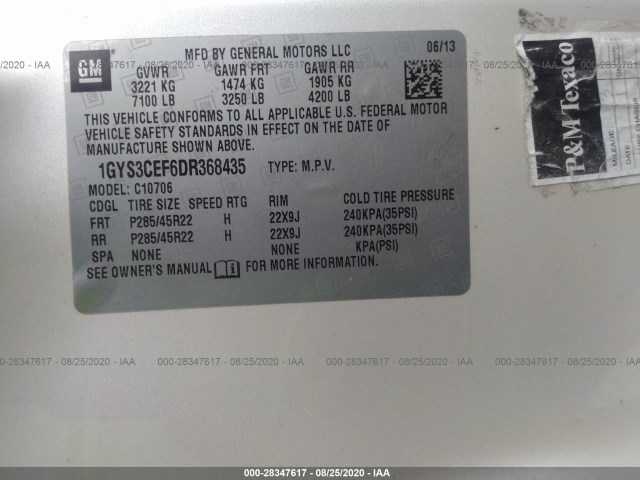 GM
MFD BY GENERAL MOTORS LLC 06/13
GVWR GAWR FRT GAWR RR
3221 KG 1474 KG 1905 KG
7100 LB 3250 LB 4200 LB
THIS VEHICLE CONFORMS TO ALL APPLICABLE U.S. FEDERAL MOTOR
VEHICLE SAFETY STANDARDS IN EFFECT ON THE DATE OF
MANUFACTURE SHOWN ABOVE.
1GYS3CEF6DR368435 TYPE: M.P.V.
MODEL: C10706
CDGL TIRE SIZE SPEED RTG RIM COLD TIRE PRESSURE
FRT P285/45R22 H 22X9J 240KPA(35PSI)
RR P285/45R22 H 22X9J 240KPA(35PSI)
SPA NONE NONE KPA(PSI)
SEE OWNER'S MANUAL FOR MORE INFORMATION.
P&M Texaco
MILEAGE
000-28347617 - 08/25/2020 - IAA